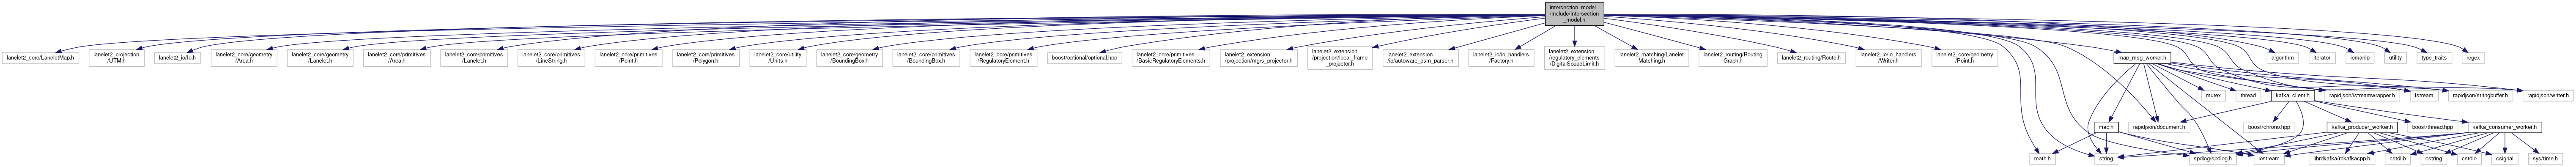 intersection_model
/include/intersection
_model.h
lanelet2_core/LaneletMap.h
lanelet2_projection
/UTM.h
lanelet2_io/Io.h
lanelet2_core/geometry
/Area.h
lanelet2_core/geometry
/Lanelet.h
lanelet2_core/primitives
/Area.h
lanelet2_core/primitives
/Lanelet.h
lanelet2_core/primitives
/LineString.h
lanelet2_core/primitives
/Point.h
lanelet2_core/primitives
/Polygon.h
lanelet2_core/utility
/Units.h
lanelet2_core/geometry
/BoundingBox.h
lanelet2_core/primitives
/BoundingBox.h
lanelet2_core/primitives
/RegulatoryElement.h
boost/optional/optional.hpp
lanelet2_core/primitives
/BasicRegulatoryElements.h
lanelet2_extension
/projection/mgrs_projector.h
lanelet2_extension
/projection/local_frame
_projector.h
lanelet2_extension
/io/autoware_osm_parser.h
lanelet2_io/io_handlers
/Factory.h
lanelet2_extension
/regulatory_elements
/DigitalSpeedLimit.h
lanelet2_matching/Lanelet
Matching.h
lanelet2_routing/Routing
Graph.h
lanelet2_routing/Route.h
lanelet2_io/io_handlers
/Writer.h
lanelet2_core/geometry
/Point.h
map_msg_worker.h
algorithm
iterator
iomanip
utility
type_traits
regex
mutex
thread
kafka_client.h
rapidjson/istreamwrapper.h
fstream
rapidjson/stringbuffer.h
rapidjson/writer.h
map.h
rapidjson/document.h
boost/chrono.hpp
kafka_producer_worker.h
boost/thread.hpp
kafka_consumer_worker.h
math.h
string
spdlog/spdlog.h
iostream
librdkafka/rdkafkacpp.h
cstdlib
cstring
cstdio
csignal
sys/time.h